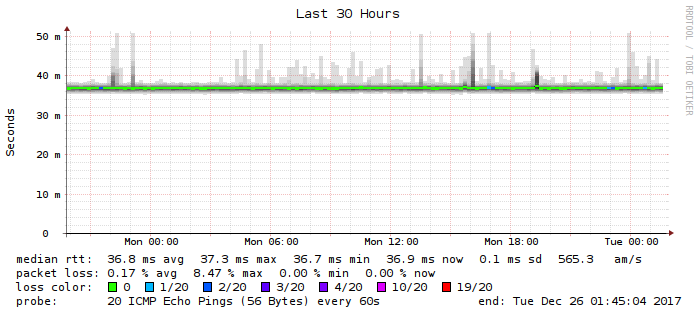 Last 30 Hours
RRDTOOL / TOBI OETIKER
Seconds
50 m
40 m
30 m
20 m
10 m
0
Mon 00:00 Mon 06:00 Mon 12:00 Mon 18:00 Tue 00:00
median rtt: 36.8 ms avg 37.3 ms max 36.7 ms min 36.9 ms now 0.1 ms sd 565.3 am/s
packet loss: 0.17 % avg 8.47 % max 0.00 % min 0.00 % now
loss color: 0 1/20 2/20 3/20 4/20 10/20 19/20
probe: 20 ICMP Echo Pings (56 Bytes) every 60s end: Tue Dec 26 01:45:04 2017